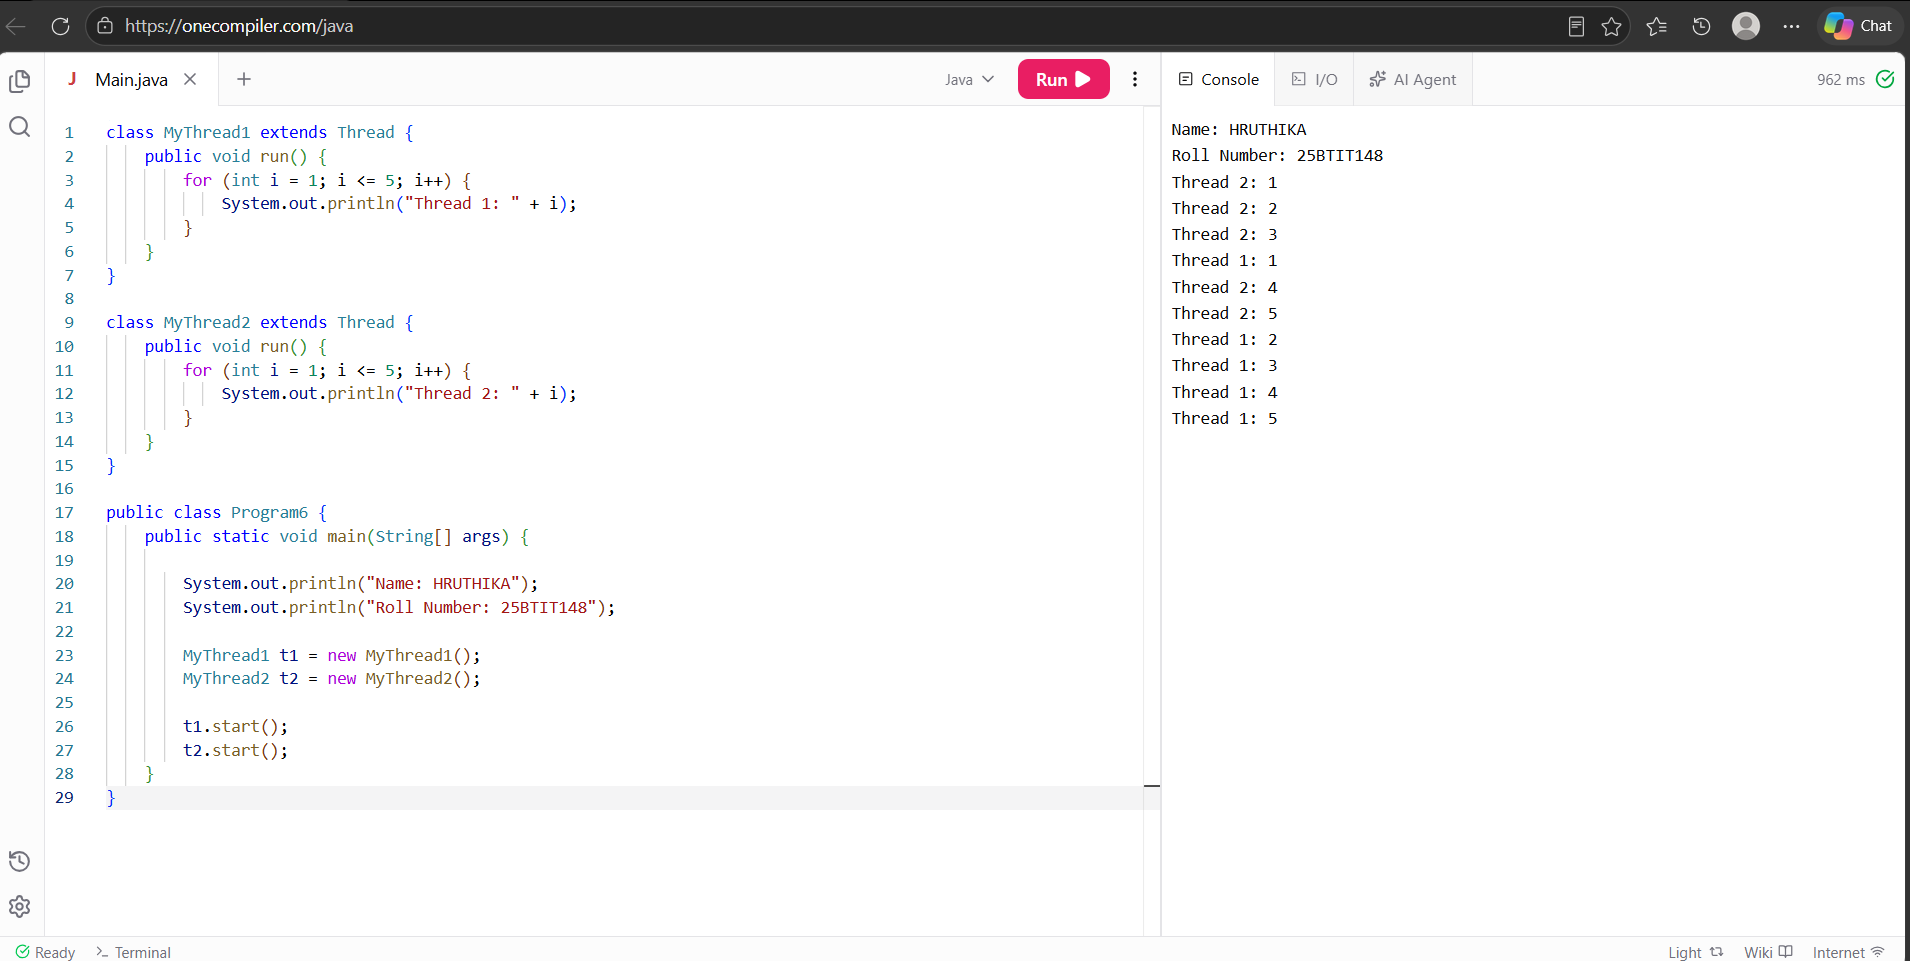 https://onecompiler.com/java
Chat
J Main.java
Java
Run
Console
I/O
AI Agent
962 ms
1 class MyThread1 extends Thread {
2     public void run() {
3         for (int i = 1; i <= 5; i++) {
4             System.out.println("Thread 1: " + i);
5         }
6     }
7 }
8
9 class MyThread2 extends Thread {
10     public void run() {
11         for (int i = 1; i <= 5; i++) {
12             System.out.println("Thread 2: " + i);
13         }
14     }
15 }
16
17 public class Program6 {
18     public static void main(String[] args) {
19
20         System.out.println("Name: HRUTHIKA");
21         System.out.println("Roll Number: 25BTIT148");
22
23         MyThread1 t1 = new MyThread1();
24         MyThread2 t2 = new MyThread2();
25
26         t1.start();
27         t2.start();
28     }
29 }
Name: HRUTHIKA
Roll Number: 25BTIT148
Thread 2: 1
Thread 2: 2
Thread 2: 3
Thread 1: 1
Thread 2: 4
Thread 2: 5
Thread 1: 2
Thread 1: 3
Thread 1: 4
Thread 1: 5
Ready
Terminal
Light
Wiki
Internet